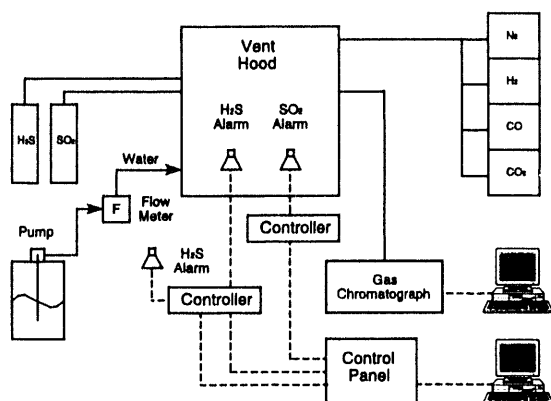 Vent
Hood
N₂
H₂
CO
CO₂
H₂S
SO₂
H₂S
Alarm
SO₂
Alarm
Water
F
Flow
Meter
Pump
H₂S
Alarm
Controller
Controller
Gas
Chromatograph
Control
Panel